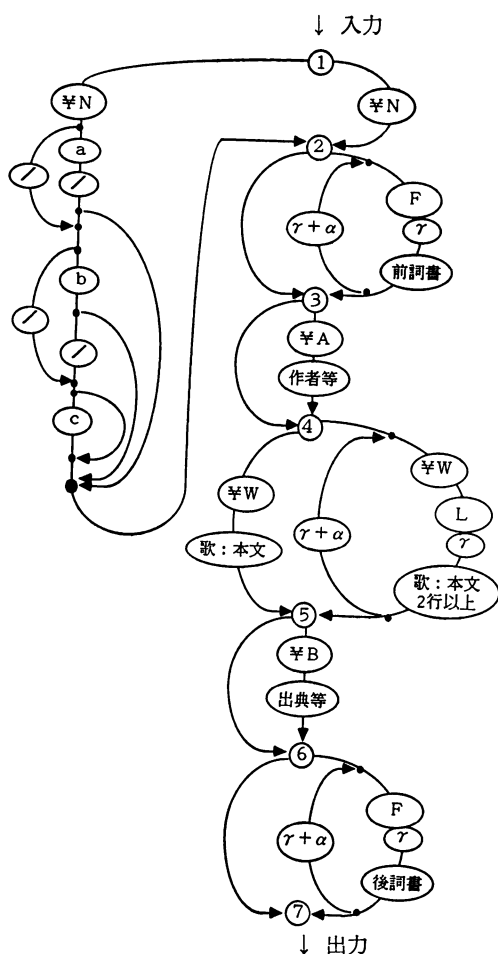 ↓ 入力
①
¥N
¥N
a
/
/
b
/
/
c
②
F
γ
γ+α
前詞書
③
¥A
作者等
④
¥W
歌：本文
γ+α
¥W
L
γ
歌：本文
2行以上
⑤
¥B
出典等
⑥
F
γ
γ+α
後詞書
⑦
↓ 出力